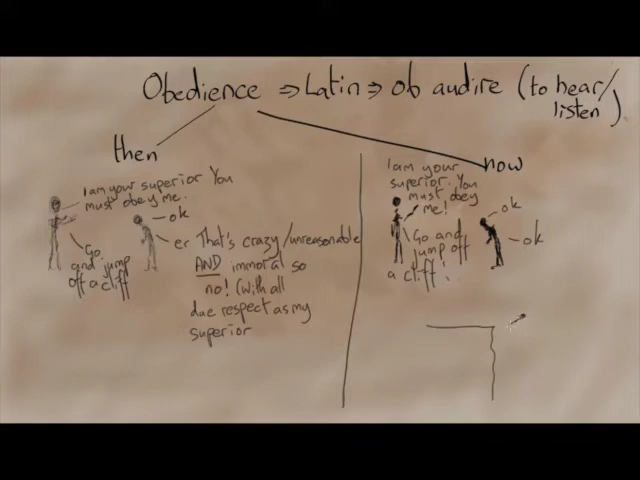 Obedience ⇒ Latin ⇒ ob audire (to hear/
listen)
then
I am your superior You
must obey me.
ok
Go
and jump
off a cliff
er That's crazy/unreasonable
AND immoral so
no! (with all
due respect as my
superior
now
I am your
superior. You
must obey
me!
ok
Go and
jump off
a cliff!
ok